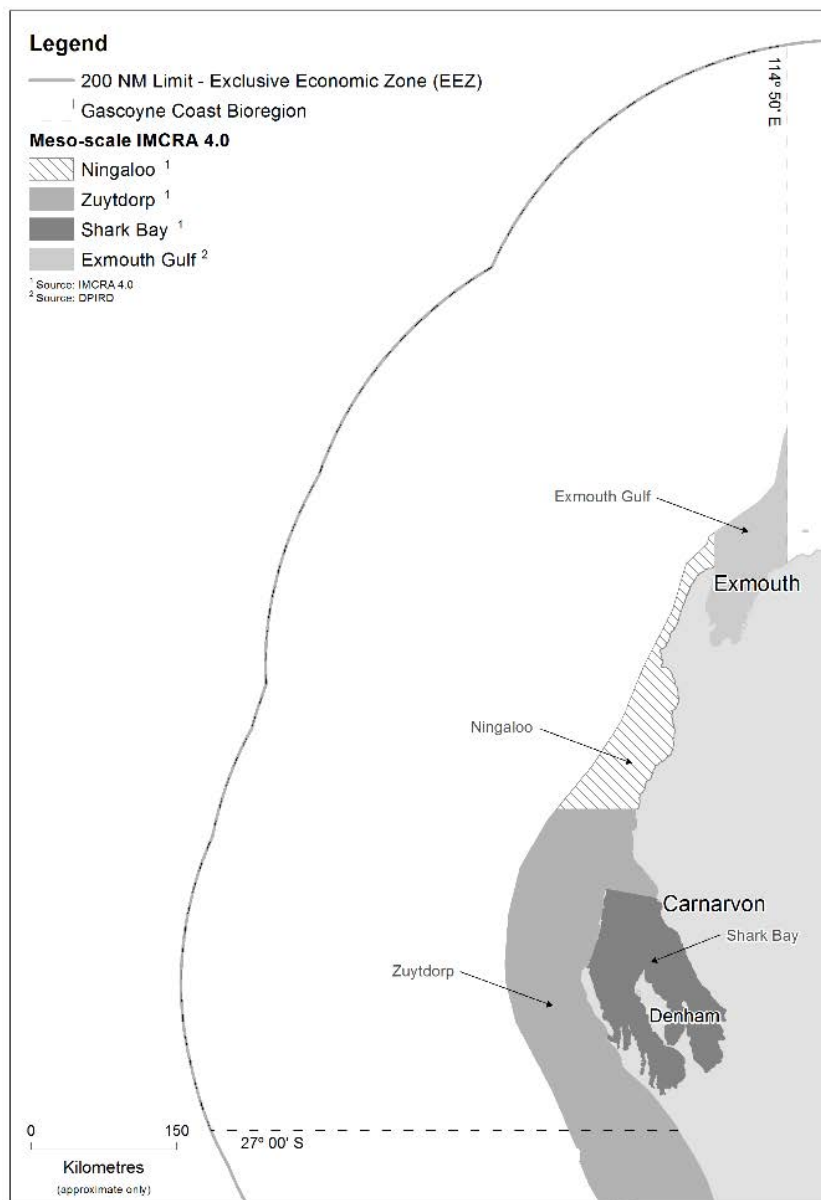 Legend
200 NM Limit - Exclusive Economic Zone (EEZ)
Gascoyne Coast Bioregion
Meso-scale IMCRA 4.0
Ningaloo ¹
Zuytdorp ¹
Shark Bay ¹
Exmouth Gulf ²
¹ Source: IMCRA 4.0
² Source: DPIRD
114° 50' E
Exmouth Gulf
Exmouth
Ningaloo
Carnarvon
Shark Bay
Zuytdorp
Denham
0 150
27° 00' S
Kilometres
(approximate only)